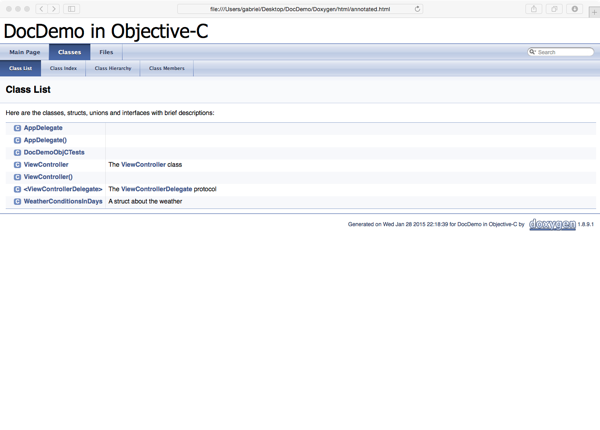 file:///Users/gabriel/Desktop/DocDemo/Doxygen/html/annotated.html
DocDemo in Objective-C
Main Page Classes Files Search
Class List Class Index Class Hierarchy Class Members
Class List
Here are the classes, structs, unions and interfaces with brief descriptions:
C AppDelegate
C AppDelegate()
C DocDemoObjCTests
C ViewController The ViewController class
C ViewController()
C <ViewControllerDelegate> The ViewControllerDelegate protocol
C WeatherConditionsInDays A struct about the weather
Generated on Wed Jan 28 2015 22:18:39 for DocDemo in Objective-C by doxygen 1.8.9.1